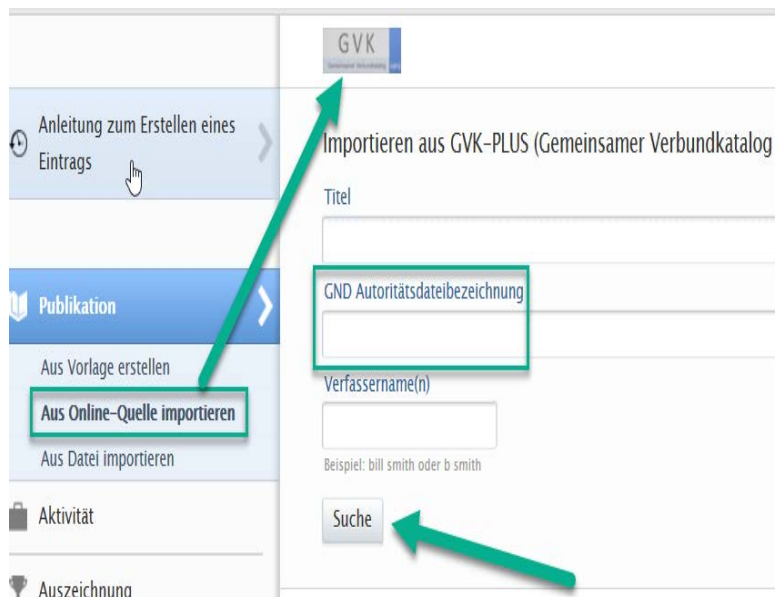 GVK
Anleitung zum Erstellen eines
Eintrags
Publikation
Aus Vorlage erstellen
Aus Online-Quelle importieren
Aus Datei importieren
Aktivität
Auszeichnung
Importieren aus GVK-PLUS (Gemeinsamer Verbundkatalog
Titel
GND Autoritätsdateibezeichnung
Verfassername(n)
Beispiel: bill smith oder b smith
Suche